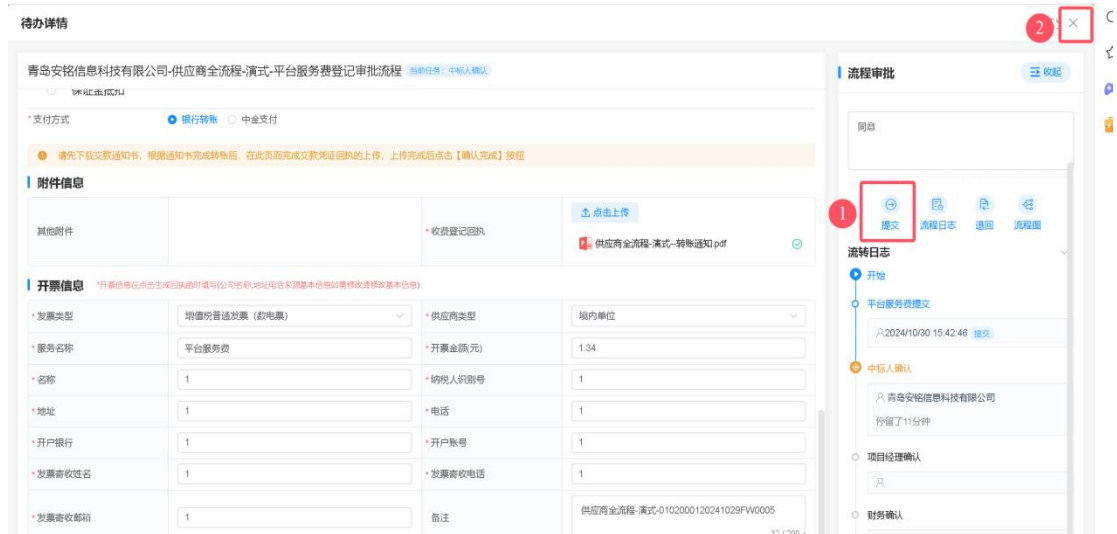 待办详情
2
青岛安铭信息科技有限公司-供应商全流程-演式-平台服务费登记审批流程 当前任务：中标人确认
保证金抵扣
*支付方式 银行转账 中金支付
请先下载交款通知书，根据通知书完成转账后，在此页面完成交款凭证回执的上传，上传完成后点击【确认完成】按钮
附件信息
其他附件 *收费登记回执 点击上传
供应商全流程-演式--转账通知.pdf
开票信息 *开票信息在点击生成回执函时填写(公司名称,地址电话来源基本信息如需修改请修改基本信息)
*发票类型 增值税普通发票（数电票） *供应商类型 境内单位
*服务名称 平台服务费 *开票金额(元) 1.34
*名称 1 *纳税人识别号 1
*地址 1 *电话 1
*开户银行 1 *开户账号 1
*发票寄收姓名 1 *发票寄收电话 1
*发票寄收邮箱 1 备注 供应商全流程-演式-0102000120241029FW0005
32 / 200
流程审批 收起
同意
1
提交 流程日志 退回 流程图
流转日志
开始
平台服务费提交
2024/10/30 15:42:46 提交
中标人确认
青岛安铭信息科技有限公司
停留了11分钟
项目经理确认
财务确认